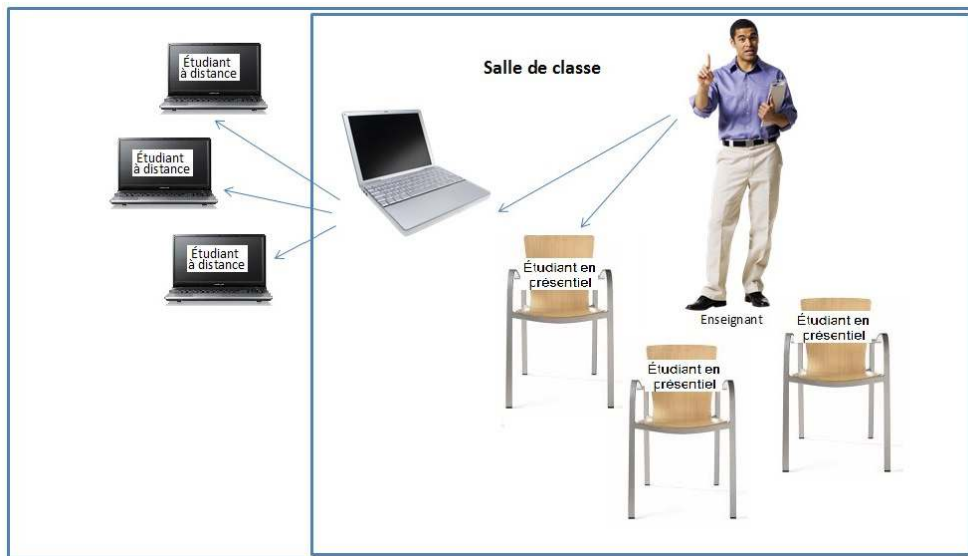 Étudiant
à distance
Étudiant
à distance
Étudiant
à distance
Salle de classe
Enseignant
Étudiant en
présentiel
Étudiant en
présentiel
Étudiant en
présentiel